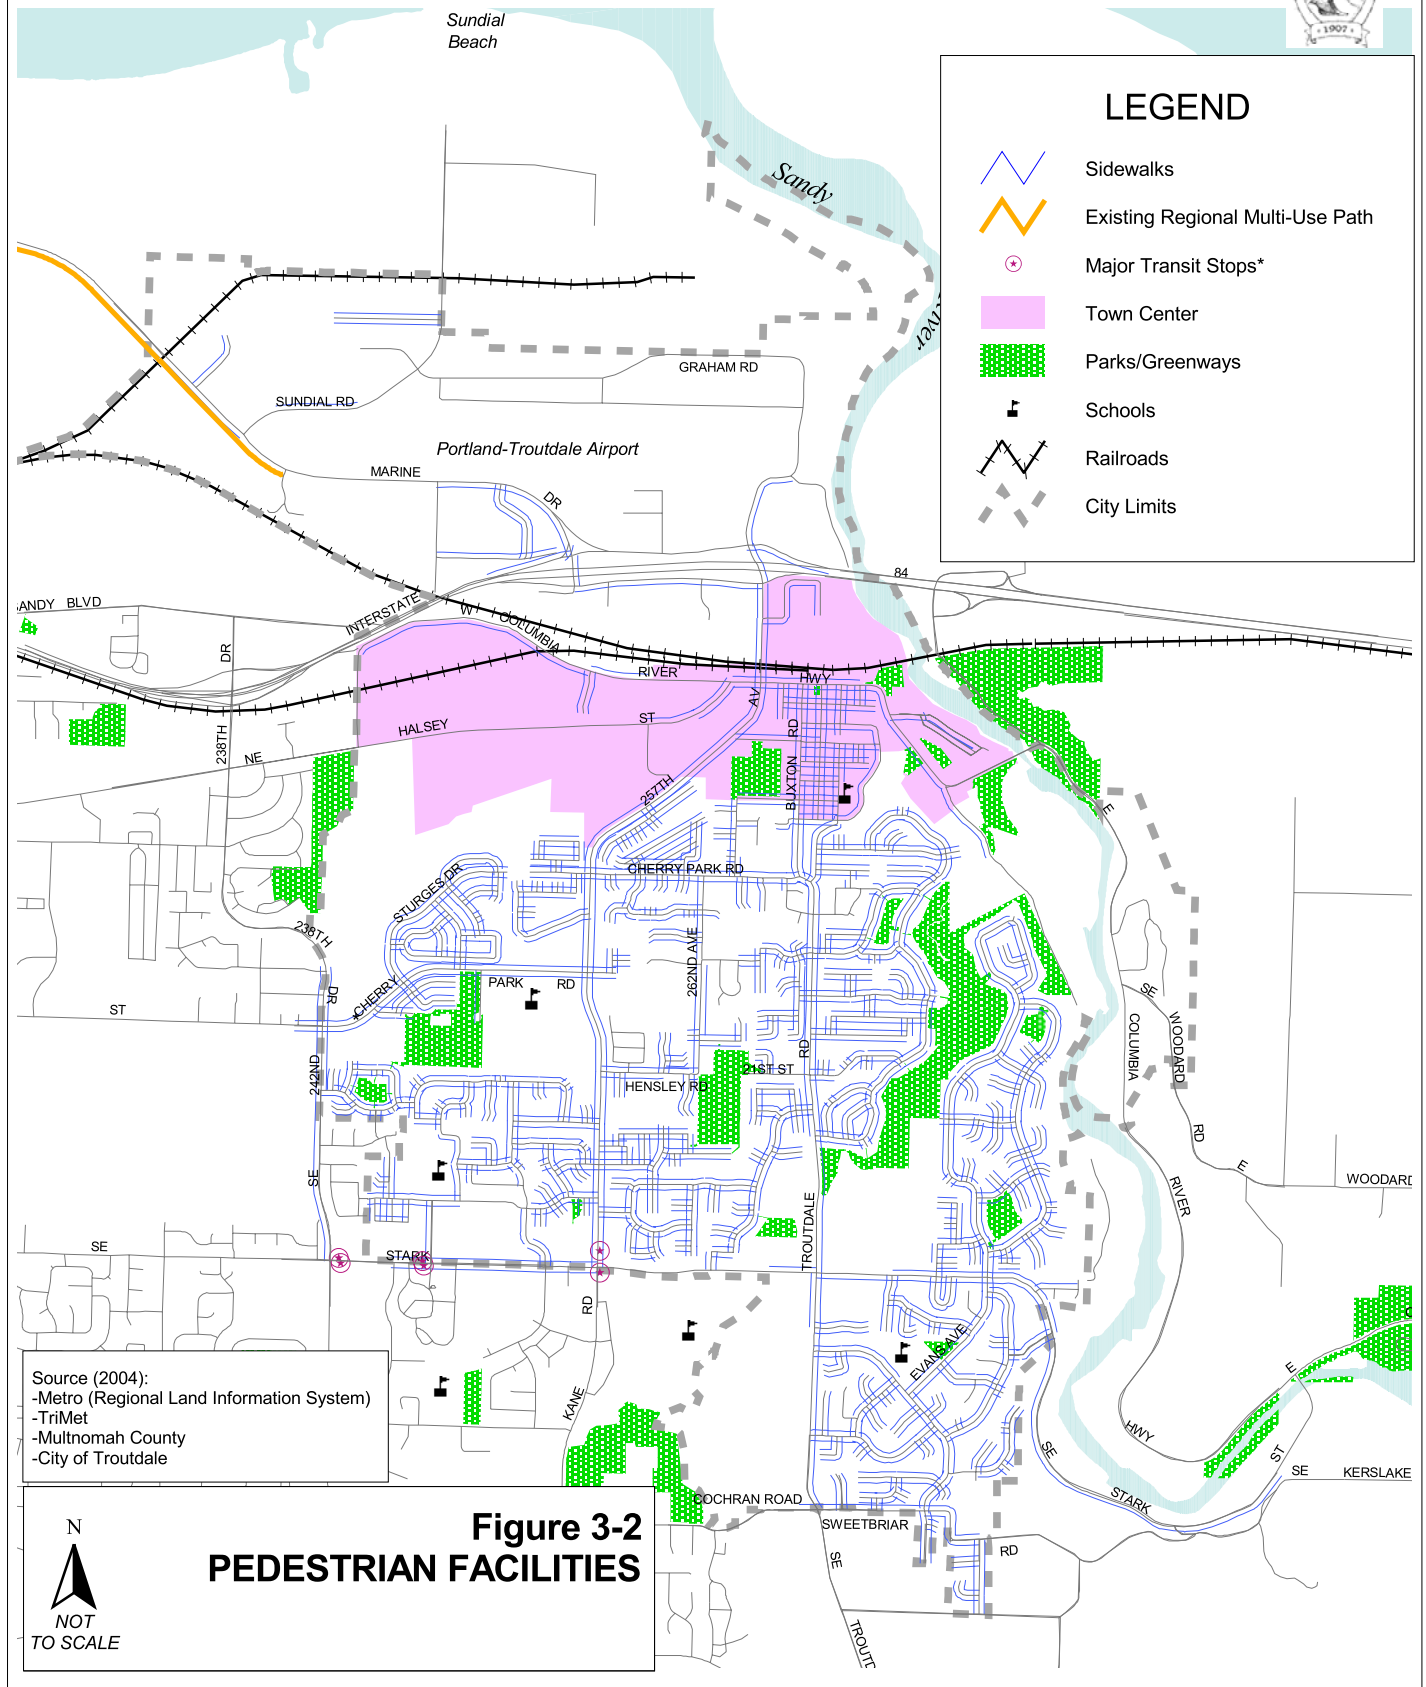 Sundial
Beach
1907
LEGEND
Sidewalks
Existing Regional Multi-Use Path
Major Transit Stops*
Town Center
Parks/Greenways
Schools
Railroads
City Limits
Sandy
River
GRAHAM RD
SUNDIAL RD
Portland-Troutdale Airport
MARINE
DR
84
SANDY BLVD
INTERSTATE
W
COLUMBIA
RIVER
HWY
DR
238TH
NE
HALSEY
ST
AV
257TH
BUXTON
RD
E
CHERRY PARK RD
STURGES DR
238TH
DR
262ND AVE
PARK
RD
CHERRY
ST
SE
WOODARD
RD
COLUMBIA
RD
242ND
21ST ST
HENSLEY RD
SE
E
WOODARD
RIVER
TROUTDALE
SE
STARK
RD
EVANS AVE
KANE
E
HWY
SE
ST
SE
KERSLAKE
STARK
COCHRAN ROAD
SWEETBRIAR
RD
SE
Source (2004):
-Metro (Regional Land Information System)
-TriMet
-Multnomah County
-City of Troutdale
Figure 3-2
PEDESTRIAN FACILITIES
N
NOT
TO SCALE
TROUTD